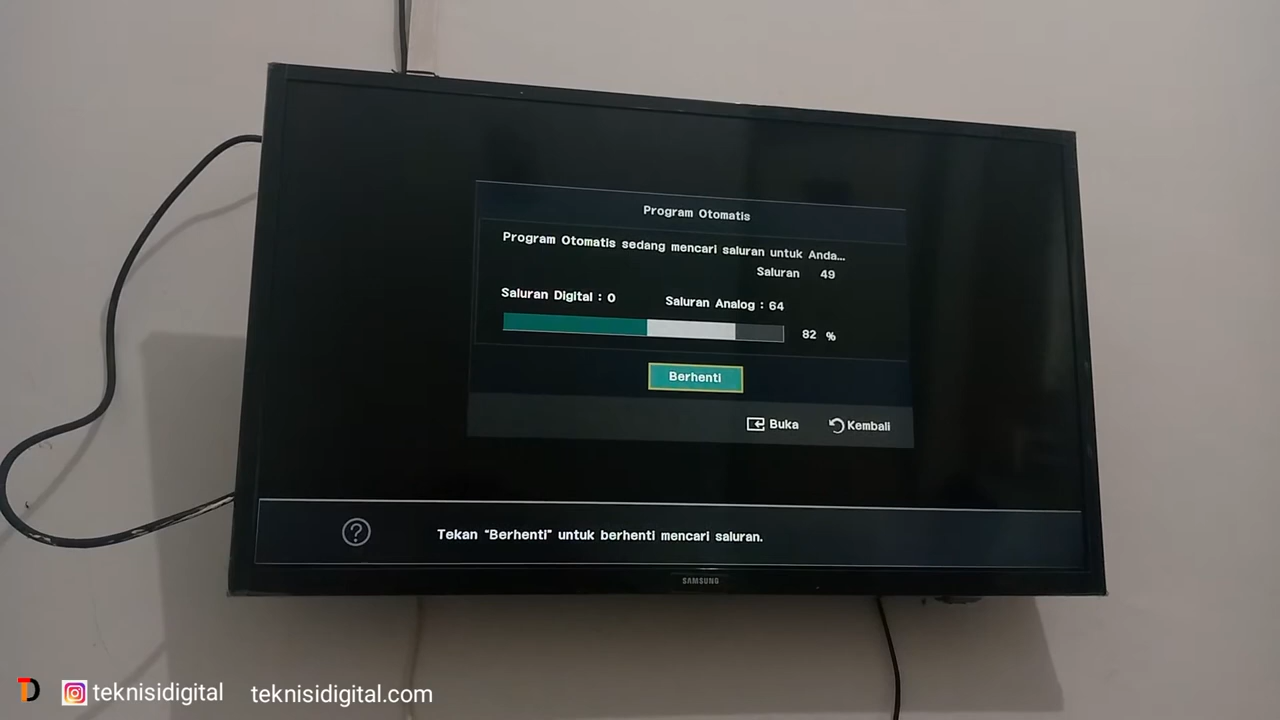 Program Otomatis
Program Otomatis sedang mencari saluran untuk Anda...
Saluran 49
Saluran Digital : 0 Saluran Analog : 64
82 %
Berhenti
Buka Kembali
? Tekan "Berhenti" untuk berhenti mencari saluran.
SAMSUNG
TD teknisidigital teknisidigital.com